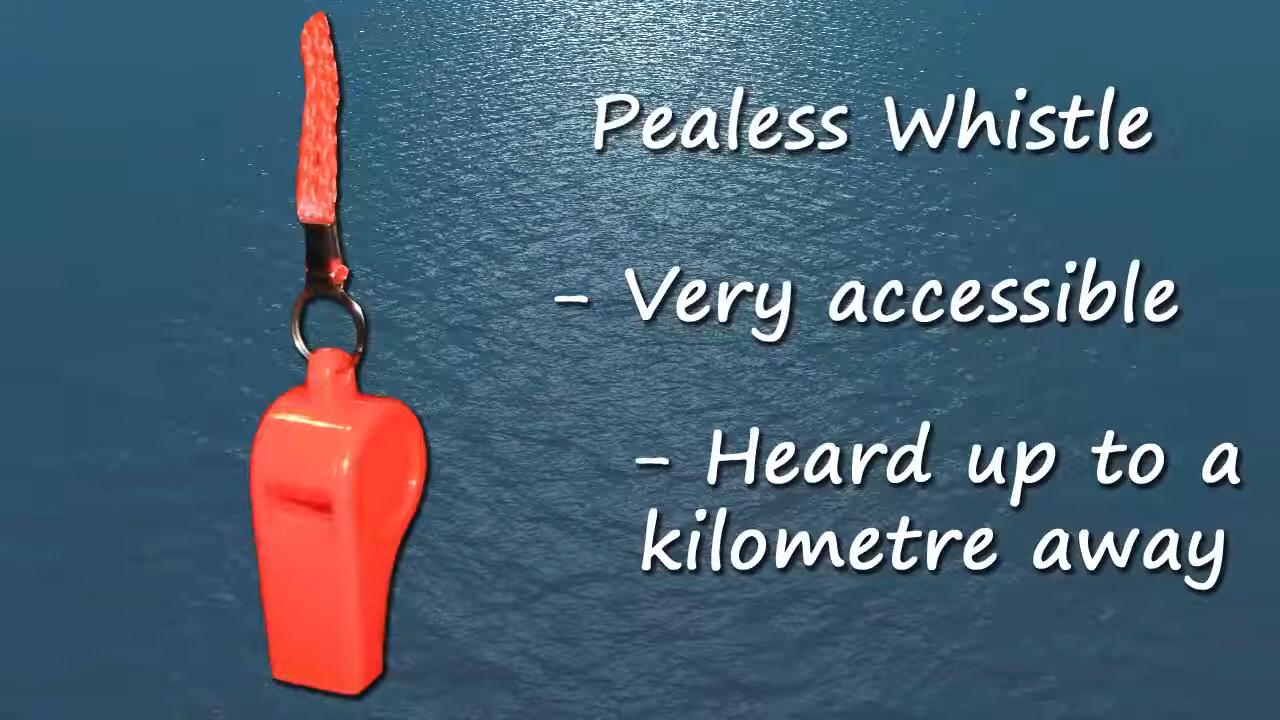 Pealess Whistle
- Very accessible
- Heard up to a
kilometre away